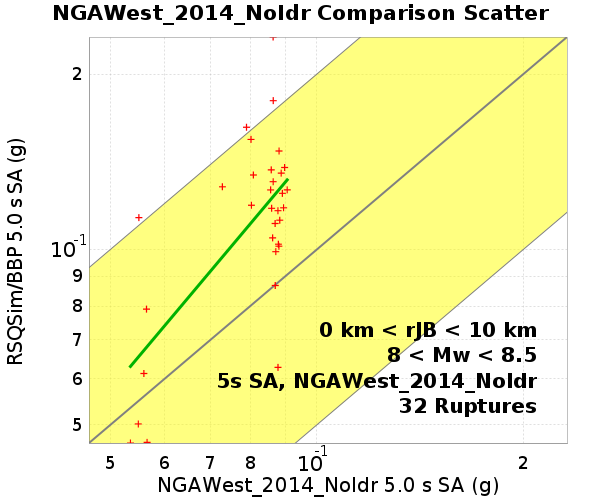 NGAWest_2014_NoIdr Comparison Scatter
RSQSim/BBP 5.0 s SA (g)
2
10^-1
9
8
7
6
5
0 km < rJB < 10 km
8 < Mw < 8.5
5s SA, NGAWest_2014_NoIdr
32 Ruptures
5 6 7 8 10^-1 2
NGAWest_2014_NoIdr 5.0 s SA (g)